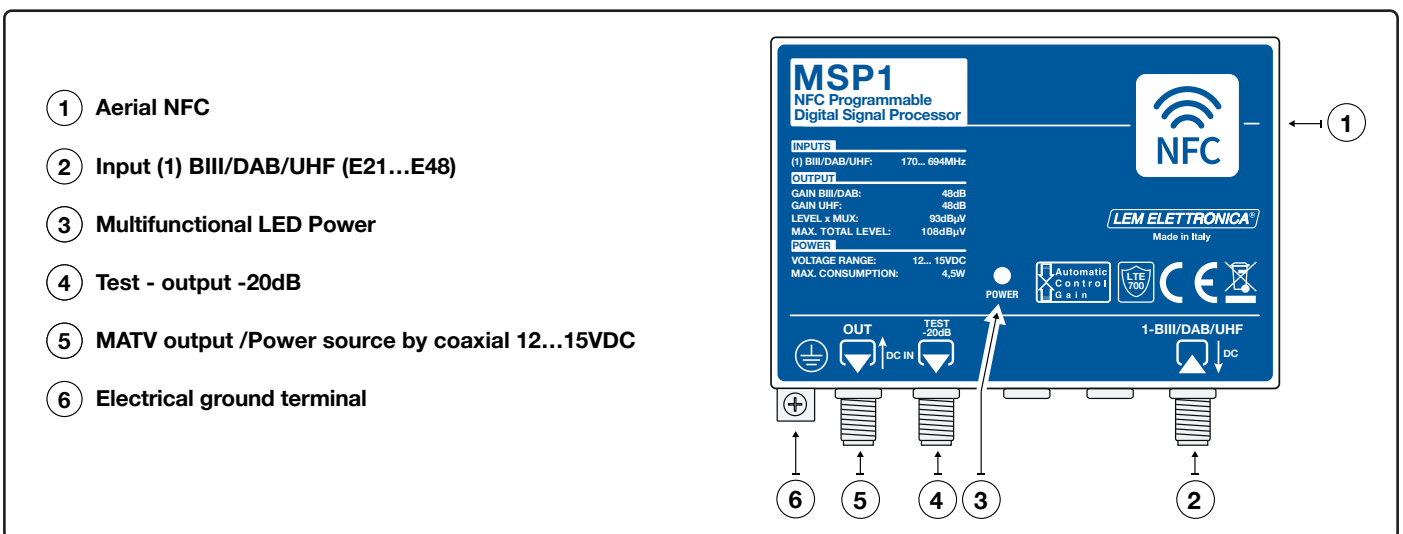 1 Aerial NFC
2 Input (1) BIII/DAB/UHF (E21…E48)
3 Multifunctional LED Power
4 Test - output -20dB
5 MATV output /Power source by coaxial 12…15VDC
6 Electrical ground terminal
MSP1
NFC Programmable
Digital Signal Processor
NFC
1
INPUTS
(1) BIII/DAB/UHF: 170... 694MHz
OUTPUT
GAIN BIII/DAB: 48dB
GAIN UHF: 48dB
LEVEL x MUX: 93dBµV
MAX. TOTAL LEVEL: 108dBµV
POWER
VOLTAGE RANGE: 12... 15VDC
MAX. CONSUMPTION: 4,5W
LEM ELETTRONICA®
Made in Italy
POWER
Automatic
Control
Gain
LTE
700
CE
OUT
DC IN
TEST
-20dB
1-BIII/DAB/UHF
DC
6 5 4 3 2